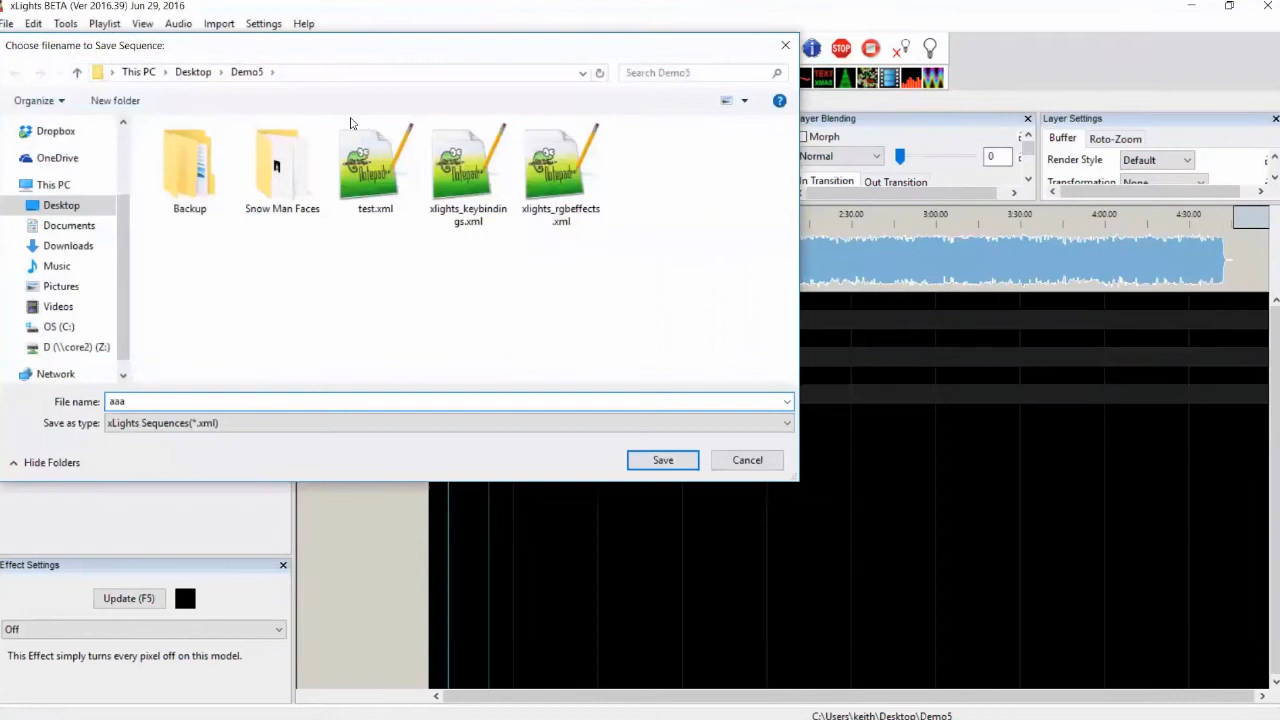 xLights BETA (Ver 2016.39) Jun 29, 2016
File Edit Tools Playlist View Audio Import Settings Help
Choose filename to Save Sequence:
This PC > Desktop > Demo5 >
Search Demo5
Organize
New folder
Dropbox
OneDrive
This PC
Desktop
Documents
Downloads
Music
Pictures
Videos
OS (C:)
D (\\core2) (Z:)
Network
Backup
Snow Man Faces
test.xml
xlights_keybindin
gs.xml
xlights_rgbeffects
.xml
File name: aaa
Save as type: xLights Sequences(*.xml)
Hide Folders
Save
Cancel
STOP
TEXT
XMAS
ayer Blending
Morph
Normal
0
In Transition
Out Transition
Layer Settings
Buffer
Roto-Zoom
Render Style
Default
Transformation
None
2:30:00 3:00:00 3:30:00 4:00:00 4:30:00
Effect Settings
Update (F5)
Off
This Effect simply turns every pixel off on this model.
C:\Users\keith\Desktop\Demo5